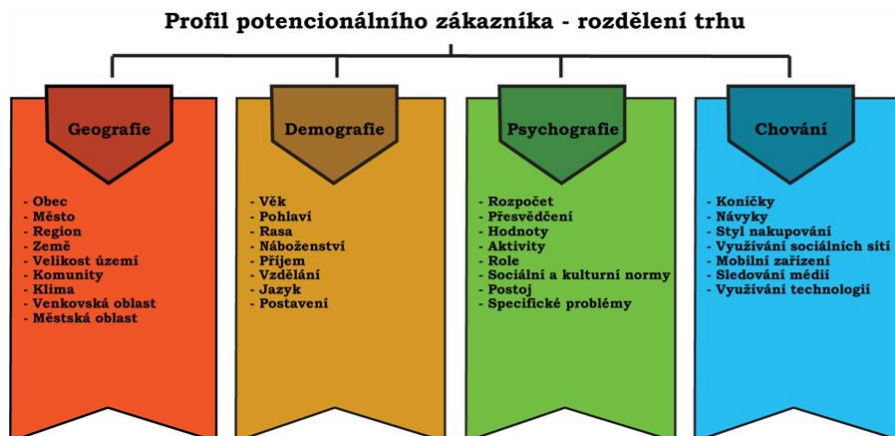 Profil potencionálního zákazníka - rozdělení trhu
Geografie
- Obec
- Město
- Region
- Země
- Velikost území
- Komunity
- Klima
- Venkovská oblast
- Městská oblast
Demografie
- Věk
- Pohlaví
- Rasa
- Náboženství
- Příjem
- Vzdělání
- Jazyk
- Postavení
Psychografie
- Rozpočet
- Přesvědčení
- Hodnoty
- Aktivity
- Role
- Sociální a kulturní normy
- Postoj
- Specifické problémy
Chování
- Koníčky
- Návyky
- Styl nakupování
- Využívání sociálních sítí
- Mobilní zařízení
- Sledování médií
- Využívání technologií